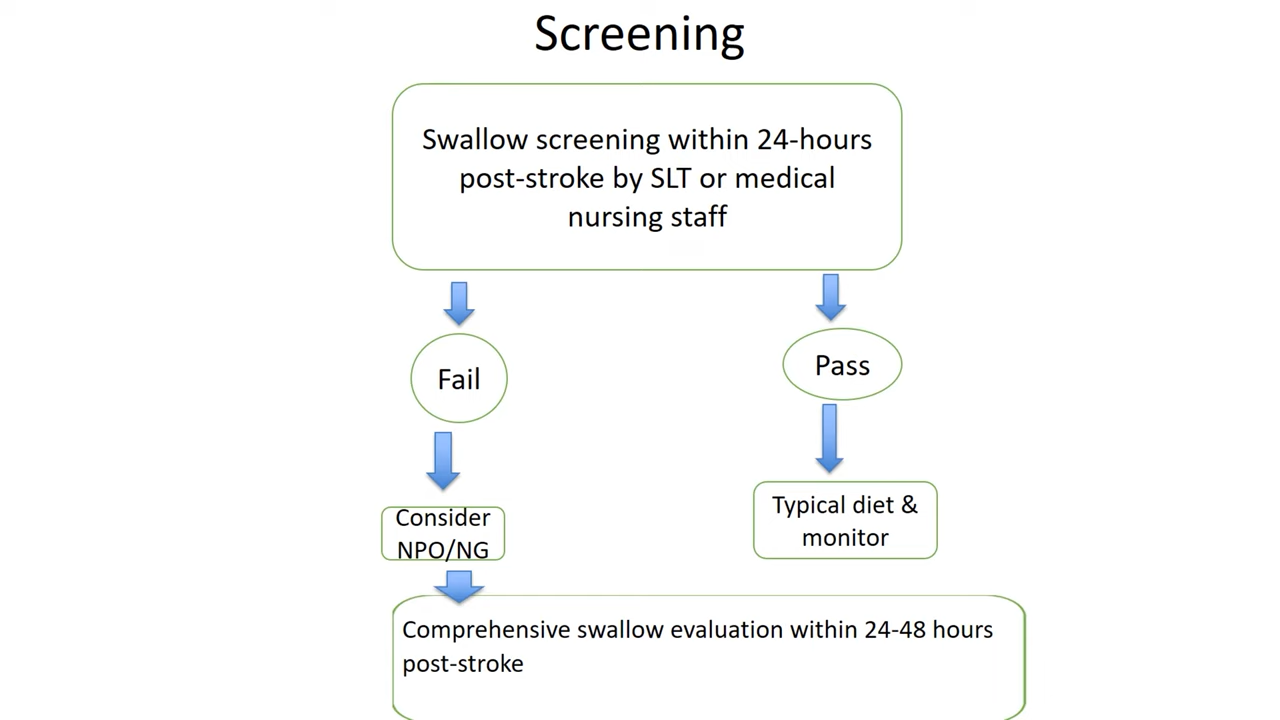 Screening
Swallow screening within 24-hours
post-stroke by SLT or medical
nursing staff
Fail
Pass
Consider
NPO/NG
Typical diet &
monitor
Comprehensive swallow evaluation within 24-48 hours
post-stroke